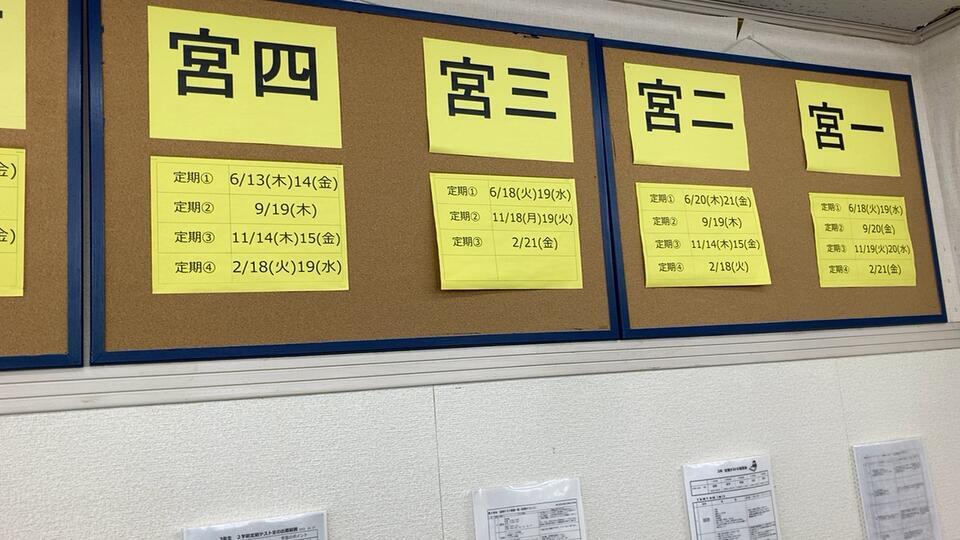 宮四
定期① 6/13(木)14(金)
定期② 9/19(木)
定期③ 11/14(木)15(金)
定期④ 2/18(火)19(水)
宮三
定期① 6/18(火)19(水)
定期② 11/18(月)19(火)
定期③ 2/21(金)
宮二
定期① 6/20(木)21(金)
定期② 9/19(木)
定期③ 11/14(木)15(金)
定期④ 2/18(火)
宮一
定期① 6/18(火)19(水)
定期② 9/20(金)
定期③ 11/19(火)20(水)
定期④ 2/21(金)
金)
金)